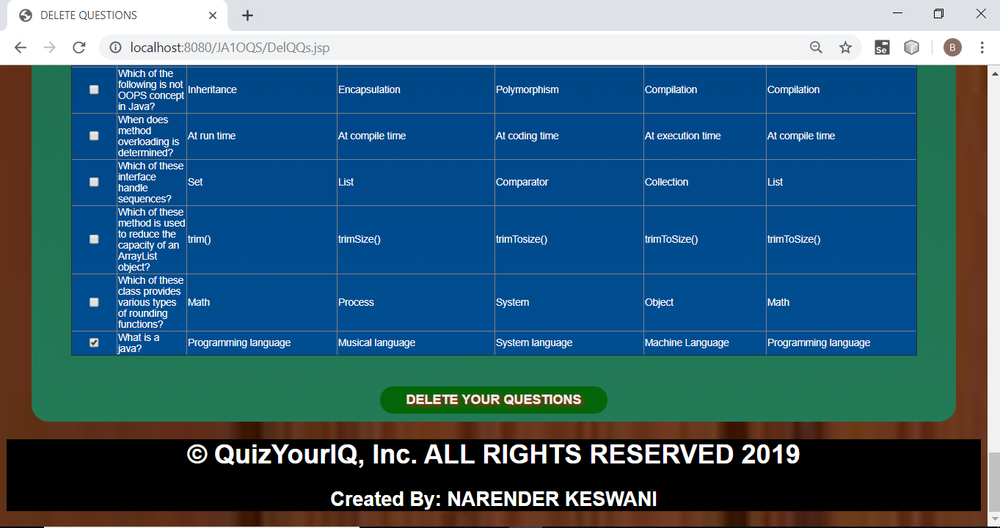 DELETE QUESTIONS
localhost:8080/JA1OQS/DelQQs.jsp
Se
B
Which of the
following is not
OOPS concept
in Java?
Inheritance
Encapsulation
Polymorphism
Compilation
Compilation
When does
method
overloading is
determined?
At run time
At compile time
At coding time
At execution time
At compile time
Which of these
interface
handle
sequences?
Set
List
Comparator
Collection
List
Which of these
method is used
to reduce the
capacity of an
ArrayList
object?
trim()
trimSize()
trimTosize()
trimToSize()
trimToSize()
Which of these
class provides
various types
of rounding
functions?
Math
Process
System
Object
Math
What is a
java?
Programming language
Musical language
System language
Machine Language
Programming language
DELETE YOUR QUESTIONS
© QuizYourIQ, Inc. ALL RIGHTS RESERVED 2019
Created By: NARENDER KESWANI